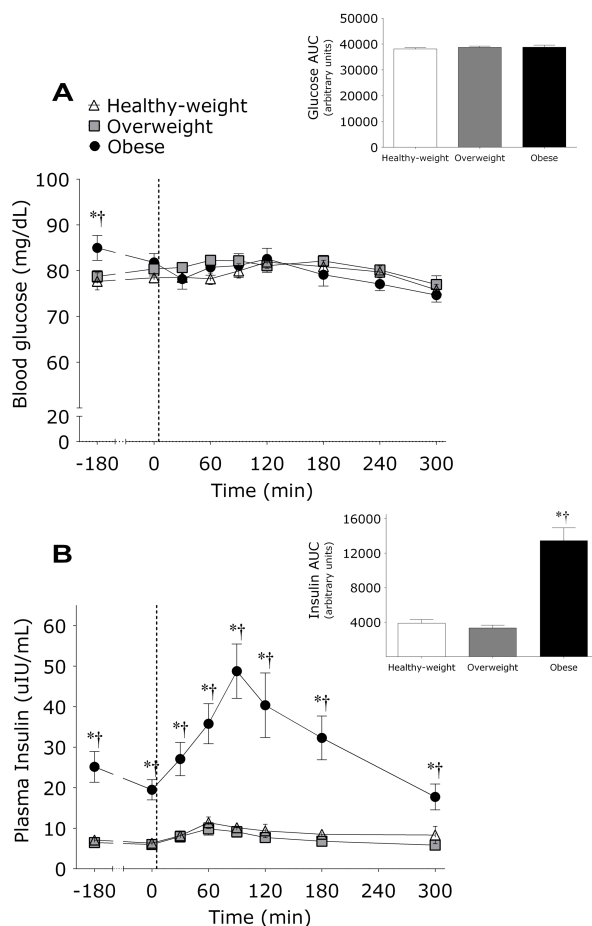 50000
40000
30000
20000
10000
0
Glucose AUC
(arbitrary units)
Healthy-weight Overweight Obese
A
Healthy-weight
Overweight
Obese
100
90
80
70
60
20
0
Blood glucose (mg/dL)
*†
-180 0 60 120 180 240 300
Time (min)
16000
12000
8000
4000
Insulin AUC
(arbitrary units)
*†
Healthy-weight Overweight Obese
B
60
50
40
30
20
10
0
Plasma Insulin (uIU/mL)
*† *† *† *† *† *† *† *†
-180 0 60 120 180 240 300
Time (min)